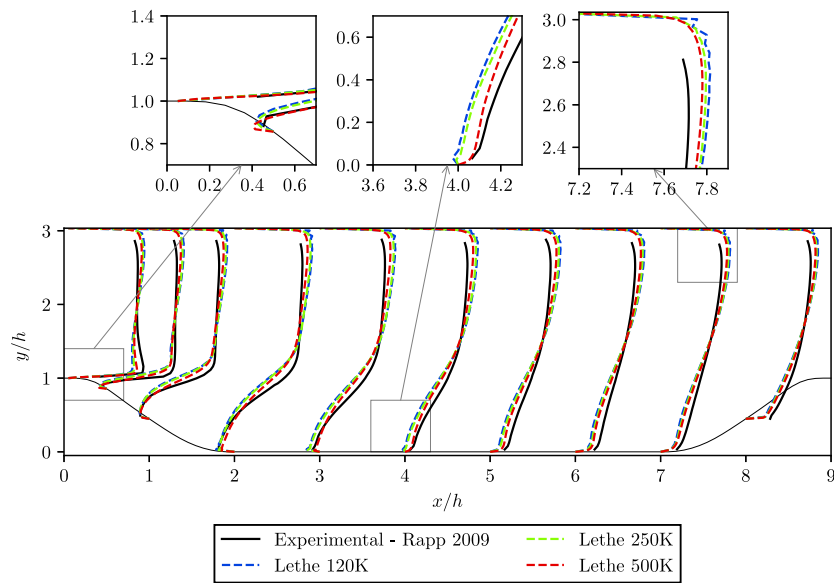 1.4
1.2
1.0
0.8
0.0 0.2 0.4 0.6
0.6
0.4
0.2
0.0
3.6 3.8 4.0 4.2
3.0
2.8
2.6
2.4
7.2 7.4 7.6 7.8
3
2
1
0
y/h
0 1 2 3 4 5 6 7 8 9
x/h
Experimental - Rapp 2009
Lethe 120K
Lethe 250K
Lethe 500K